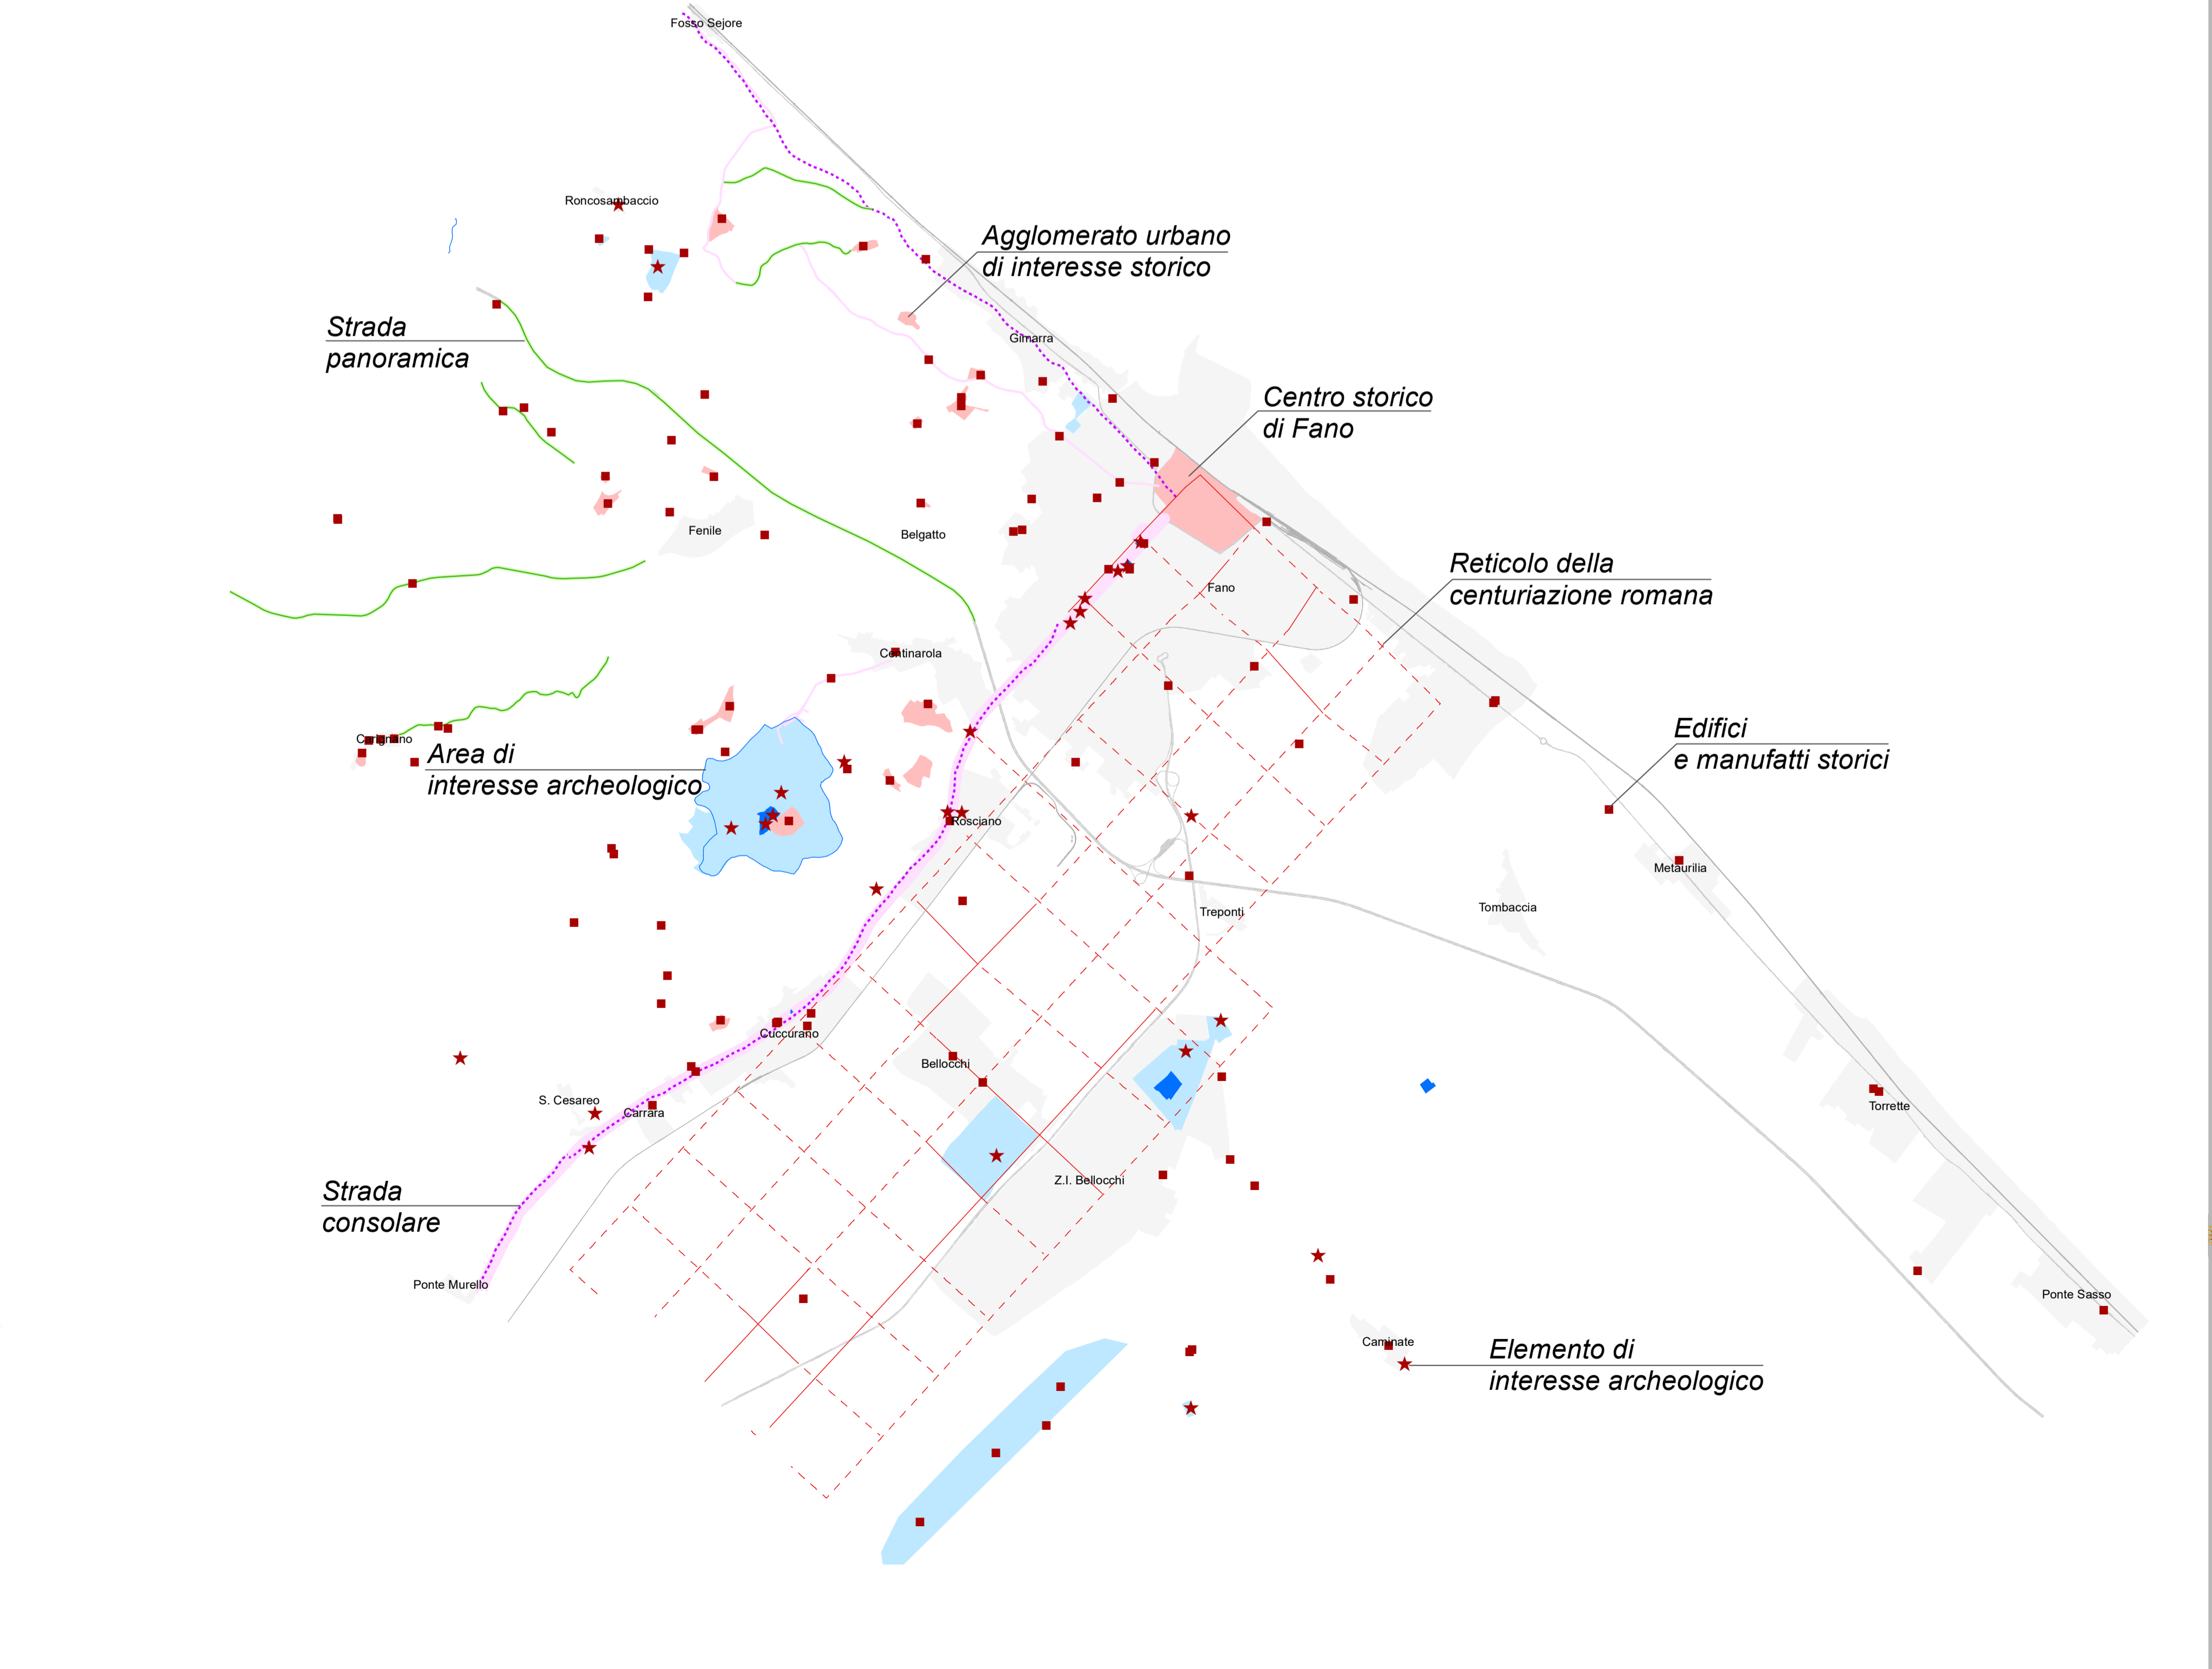 Fosso Sejore
Roncosambaccio
Agglomerato urbano
di interesse storico
Strada
panoramica
Gimarra
Centro storico
di Fano
Fenile
Belgatto
Reticolo della
centuriazione romana
Fano
Centinarola
Carignano
Area di
interesse archeologico
Edifici
e manufatti storici
Rosciano
Metaurilia
Treponti
Tombaccia
Cuccurano
Bellocchi
S. Cesareo
Carrara
Torrette
Z.I. Bellocchi
Strada
consolare
Ponte Murello
Ponte Sasso
Caminate
Elemento di
interesse archeologico